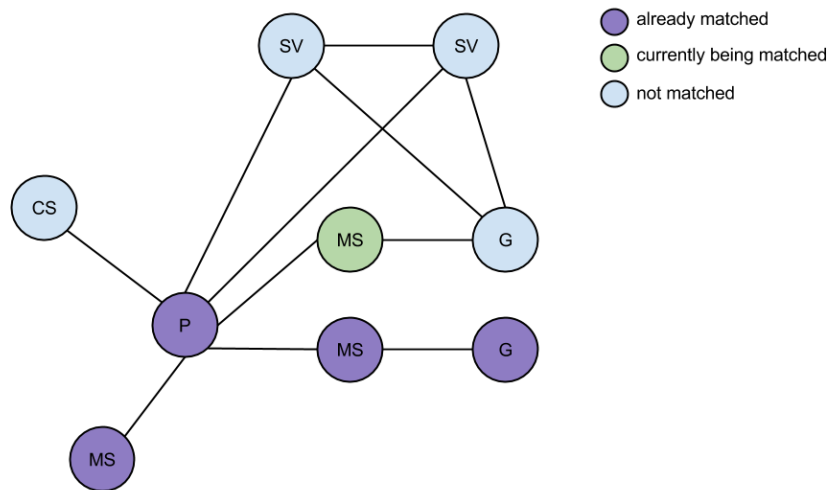 already matched
currently being matched
not matched
SV
SV
CS
MS
G
P
MS
G
MS